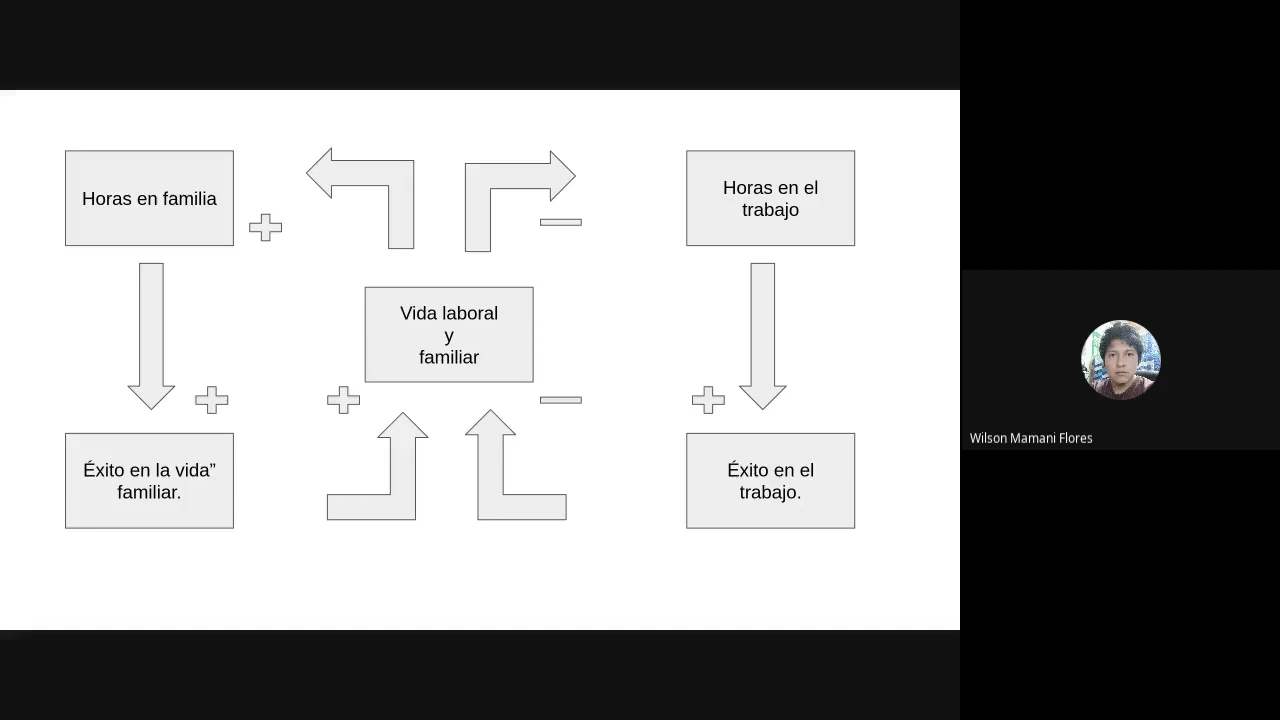 Horas en familia
Horas en el
trabajo
Vida laboral
y
familiar
Éxito en la vida”
familiar.
Éxito en el
trabajo.
Wilson Mamani Flores